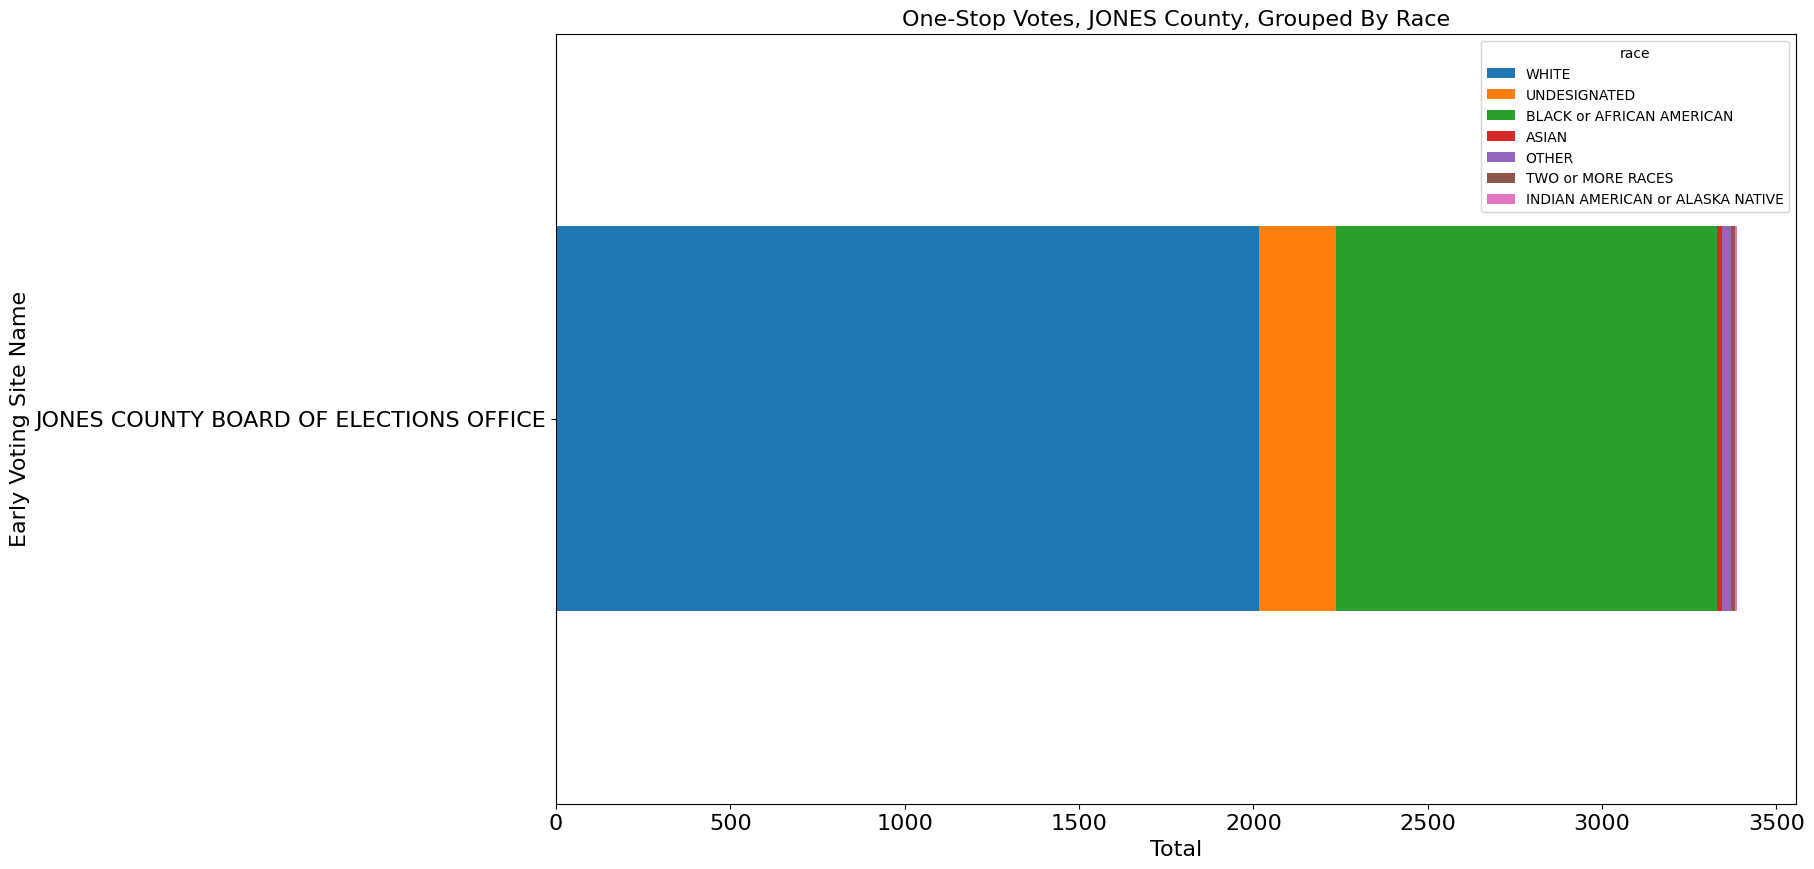 One-Stop Votes, JONES County, Grouped By Race
race
WHITE
UNDESIGNATED
BLACK or AFRICAN AMERICAN
ASIAN
OTHER
TWO or MORE RACES
INDIAN AMERICAN or ALASKA NATIVE
Early Voting Site Name
JONES COUNTY BOARD OF ELECTIONS OFFICE
0 500 1000 1500 2000 2500 3000 3500
Total